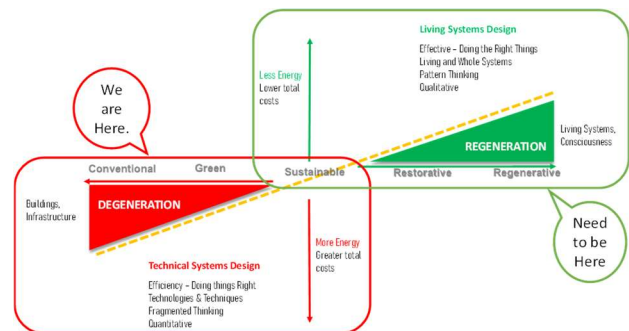 Living Systems Design
Effective – Doing the Right Things
Living and Whole Systems
Pattern Thinking
Qualitative
We
are
Here.
Less Energy
Lower total
costs
REGENERATION
Living Systems,
Consciousness
Conventional
Green
Sustainable
Restorative
Regenerative
Buildings,
Infrastructure
DEGENERATION
More Energy
Greater total
costs
Need
to be
Here
Technical Systems Design
Efficiency – Doing things Right
Technologies & Techniques
Fragmented Thinking
Quantitative